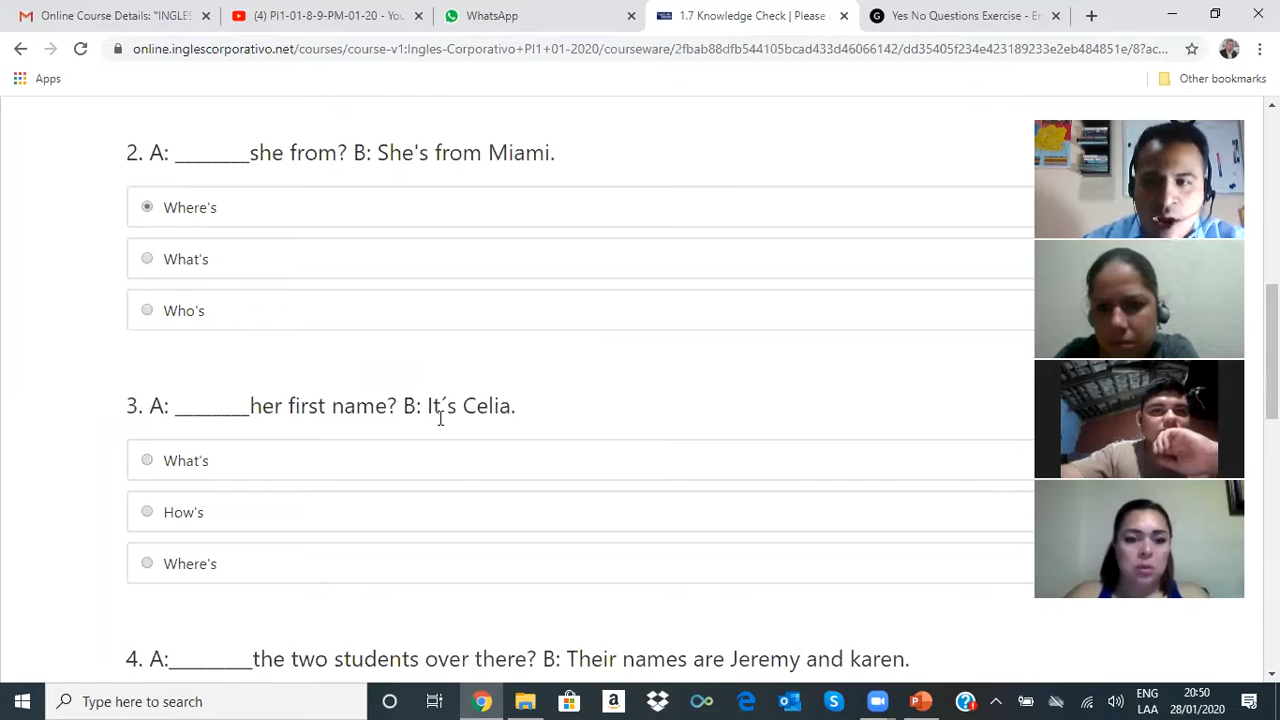 Online Course Details: "INGLES
(4) PI1-01-8-9-PM-01-20 -
WhatsApp
1.7 Knowledge Check | Please
Yes No Questions Exercise - En
online.inglescorporativo.net/courses/course-v1:Ingles-Corporativo+PI1+01-2020/courseware/2fbab88dfb544105bcad433d46066142/dd35405f234e423189233e2eb484851e/8?ac...
Apps
Other bookmarks
2. A: ________she from? B: She's from Miami.
Where's
What's
Who's
3. A: ________her first name? B: It´s Celia.
What's
How's
Where's
4. A:_________the two students over there? B: Their names are Jeremy and karen.
Type here to search
ENG
LAA
20:50
28/01/2020